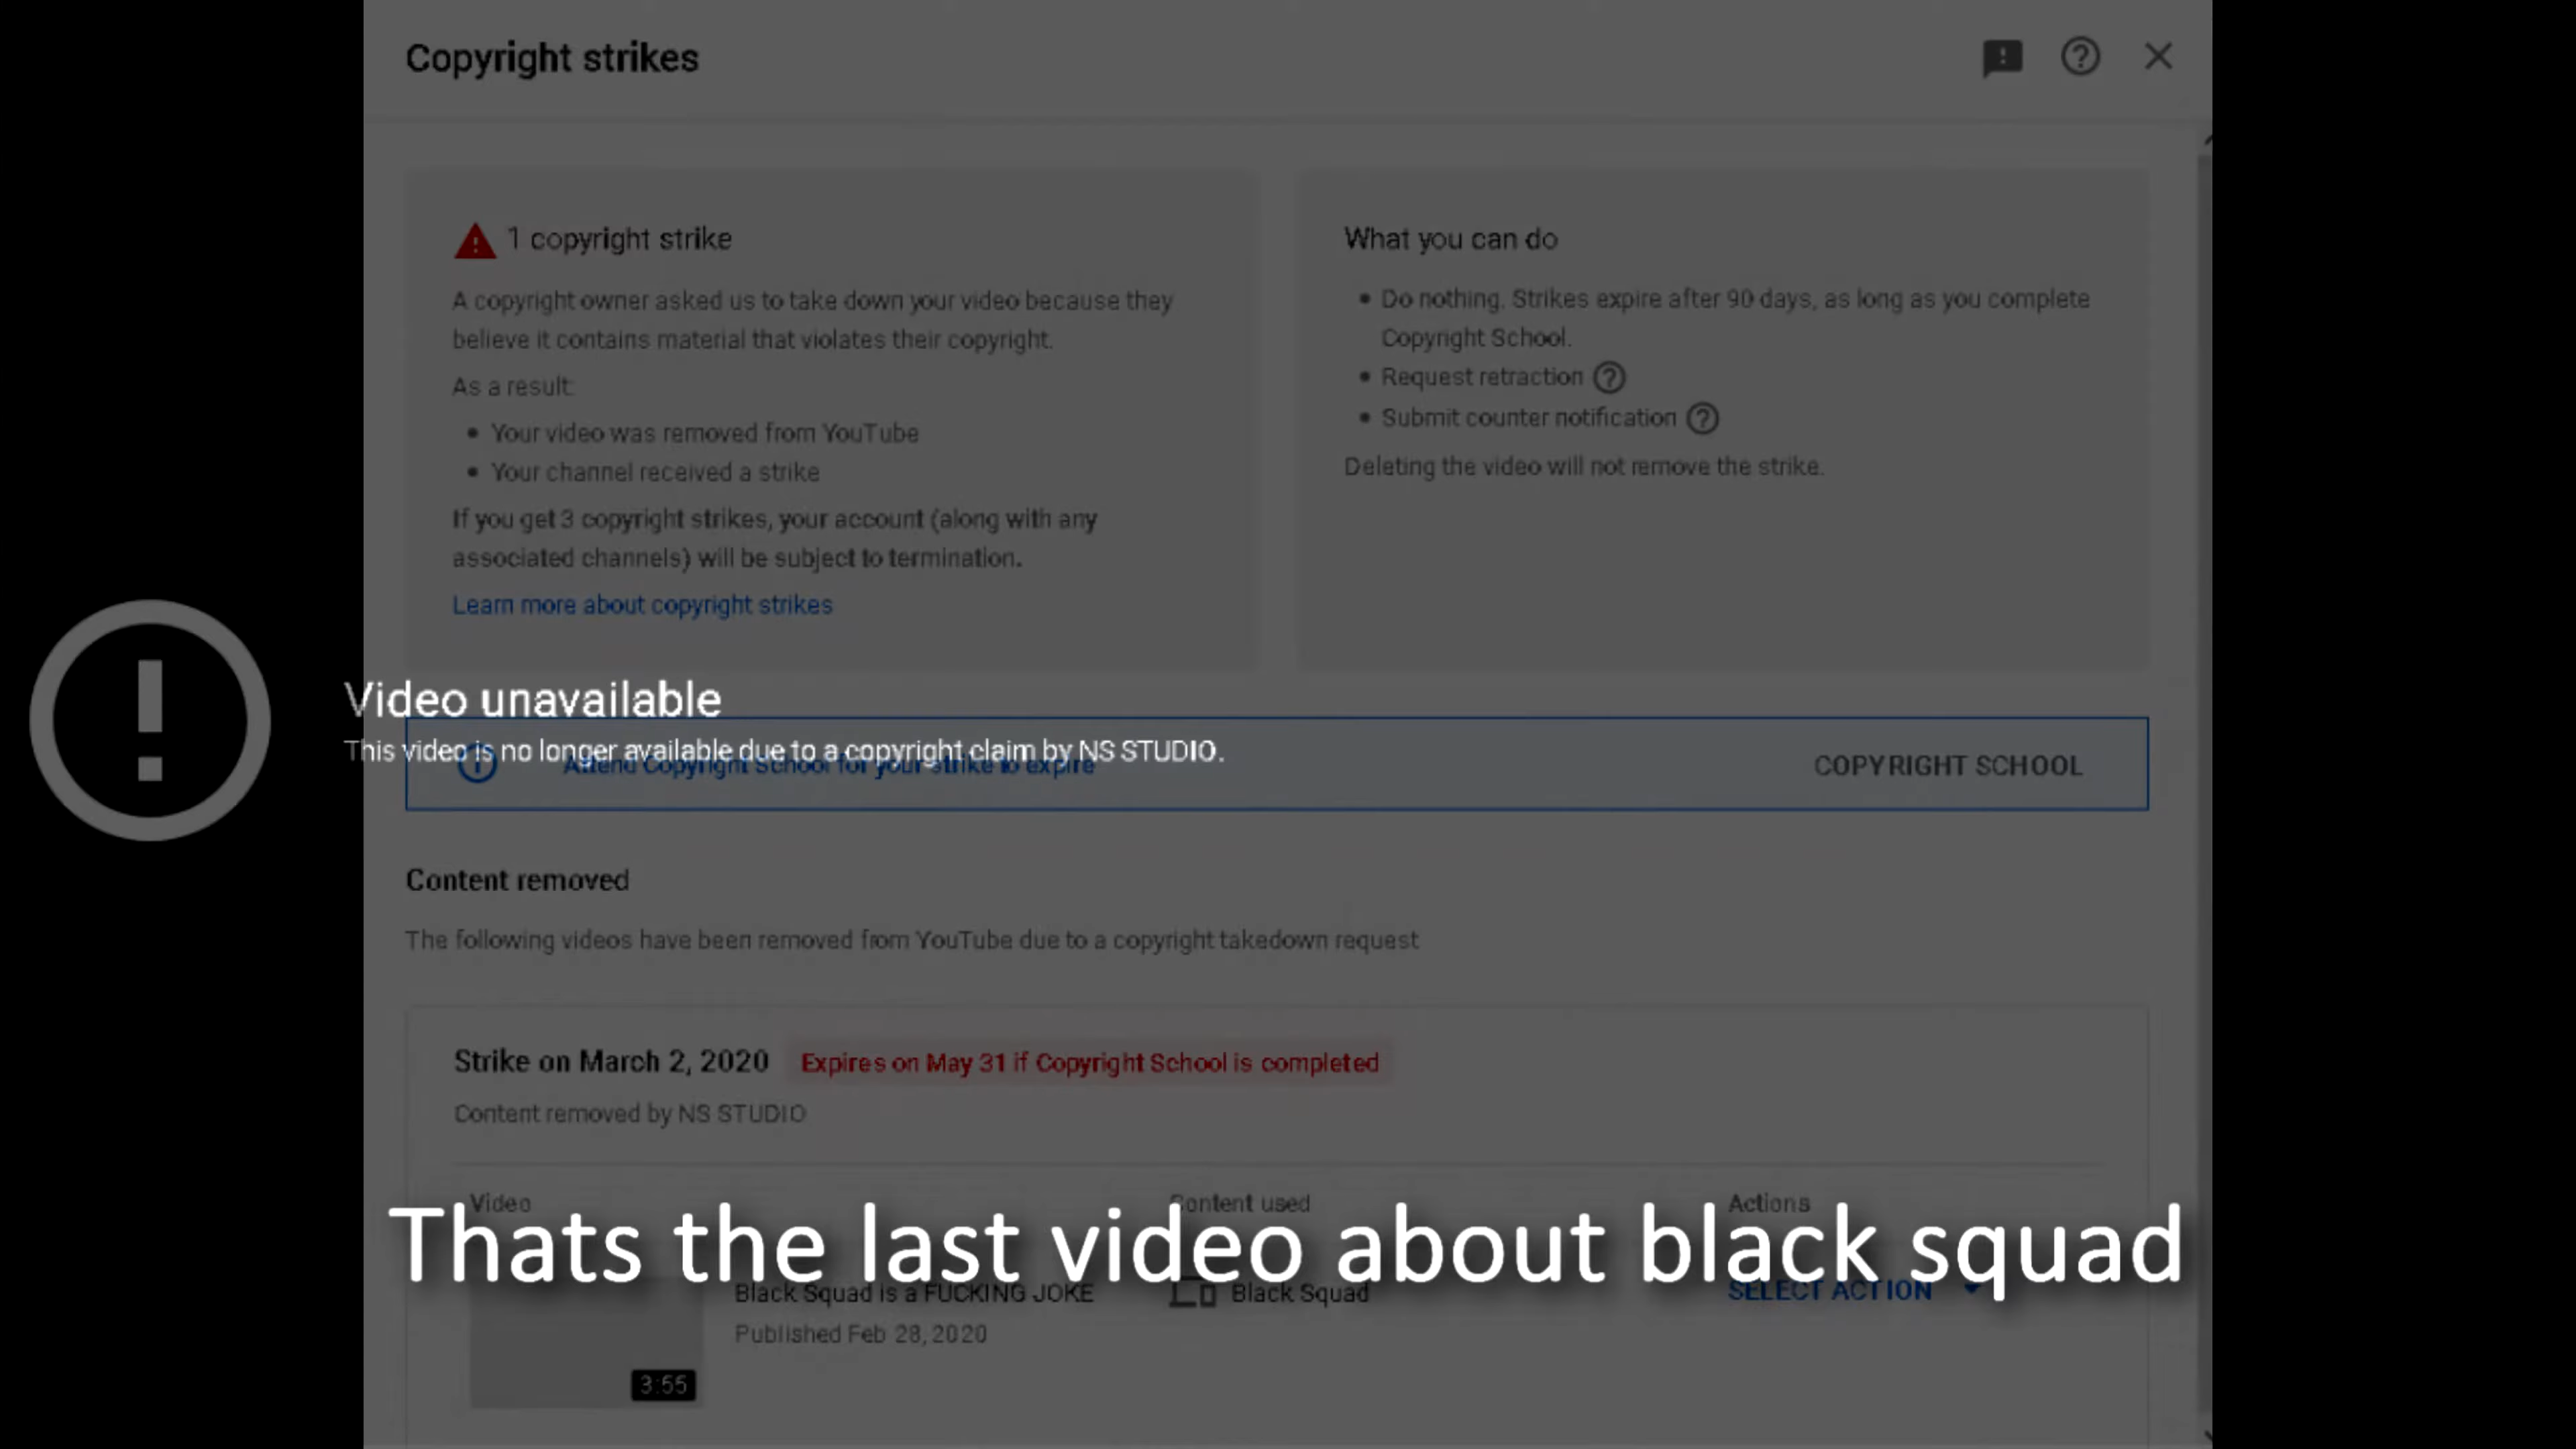 Copyright strikes
1 copyright strike
A copyright owner asked us to take down your video because they
believe it contains material that violates their copyright.
As a result:
• Your video was removed from YouTube
• Your channel received a strike
If you get 3 copyright strikes, your account (along with any
associated channels) will be subject to termination.
Learn more about copyright strikes
What you can do
• Do nothing. Strikes expire after 90 days, as long as you complete
Copyright School.
• Request retraction
• Submit counter notification
Deleting the video will not remove the strike.
Video unavailable
This video is no longer available due to a copyright claim by NS STUDIO.
Attend Copyright School for your strike to expire
COPYRIGHT SCHOOL
Content removed
The following videos have been removed from YouTube due to a copyright takedown request
Strike on March 2, 2020 Expires on May 31 if Copyright School is completed
Content removed by NS STUDIO
Video Content used Actions
Thats the last video about black squad
Black Squad is a FUCKING JOKE Black Squad SELECT ACTION
Published Feb 28, 2020
3:55